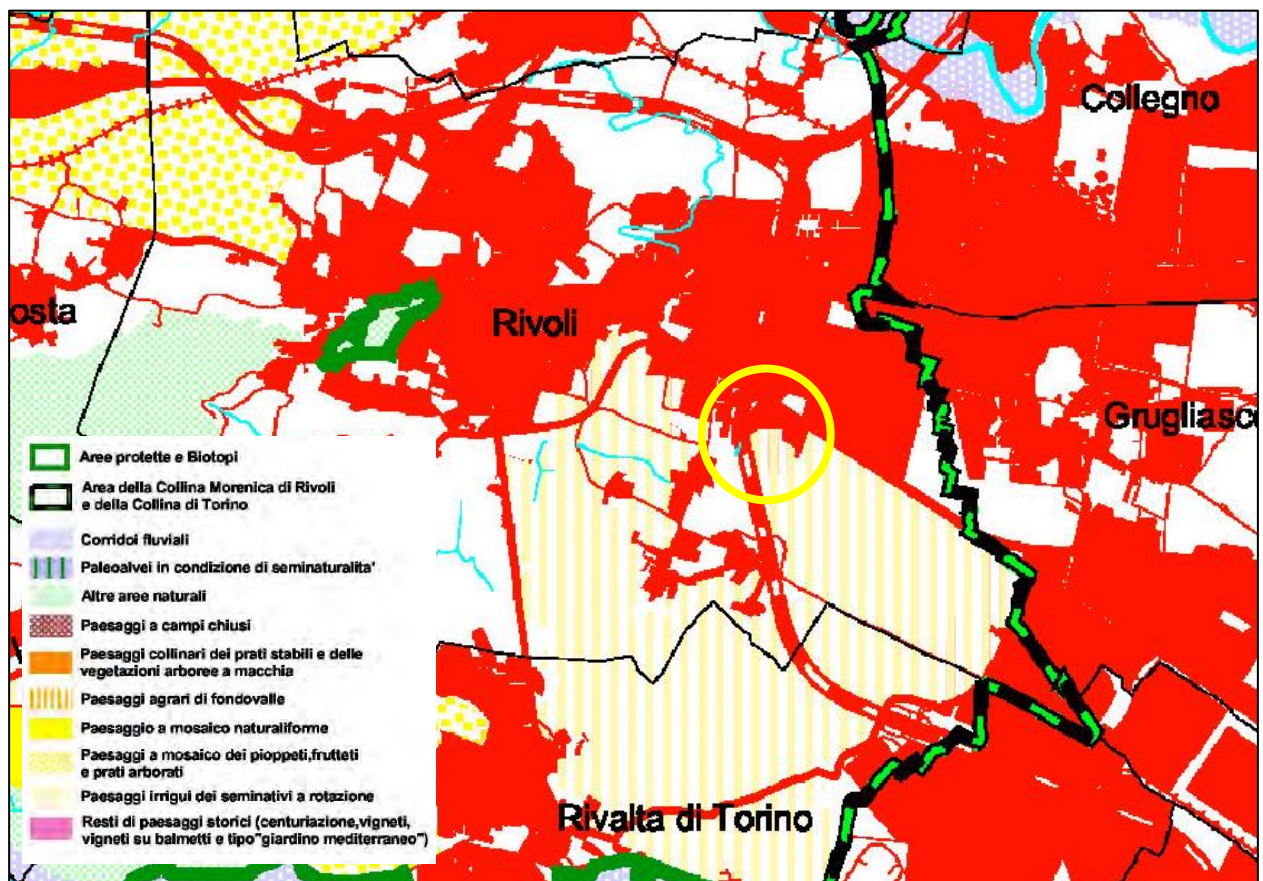 Collegno
osta
Rivoli
Grugliasco
Aree protette e Biotopi
Area della Collina Morenica di Rivoli
e della Collina di Torino
Corridoi fluviali
Paleoalvei in condizione di seminaturalita'
Altre aree naturali
Paesaggi a campi chiusi
Paesaggi collinari dei prati stabili e delle
vegetazioni arboree a macchia
Paesaggi agrari di fondovalle
Paesaggio a mosaico naturaliforme
Paesaggi a mosaico dei pioppeti,frutteti
e prati arborati
Paesaggi irrigui dei seminativi a rotazione
Resti di paesaggi storici (centuriazione,vigneti,
vigneti su balmetti e tipo"giardino mediterraneo")
Rivalta di Torino